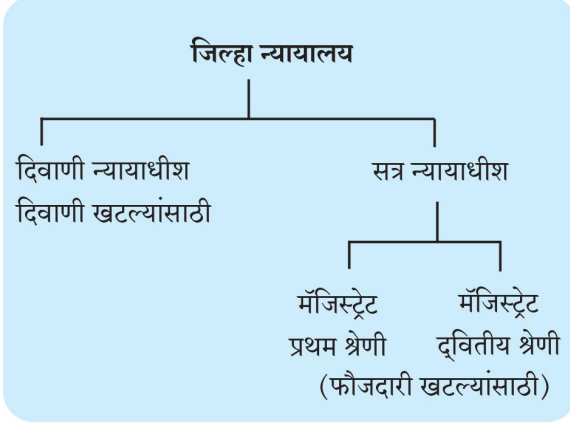 जिल्हा न्यायालय
दिवाणी न्यायाधीश
दिवाणी खटल्यांसाठी
सत्र न्यायाधीश
मॅजिस्ट्रेट
प्रथम श्रेणी
मॅजिस्ट्रेट
द्‌वितीय श्रेणी
(फौजदारी खटल्यांसाठी)